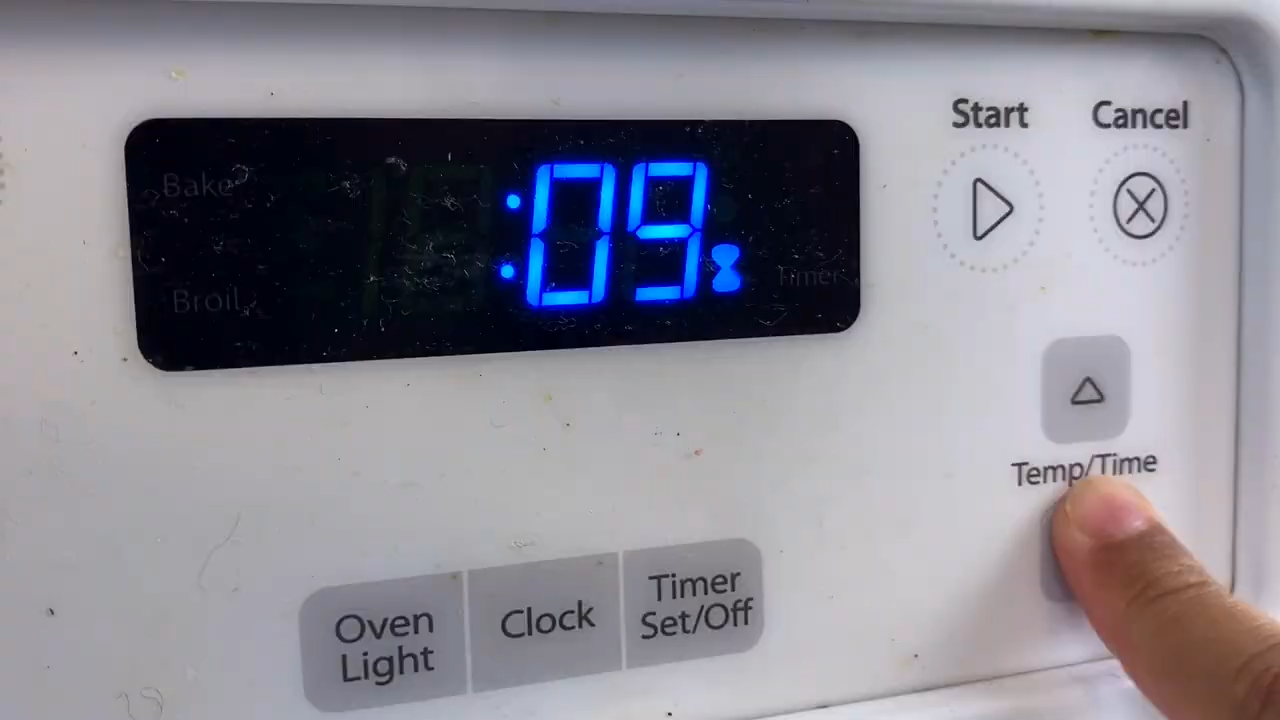 Start Cancel
Bake
:09
Broil
Timer
Temp/Time
Oven
Light
Clock
Timer
Set/Off